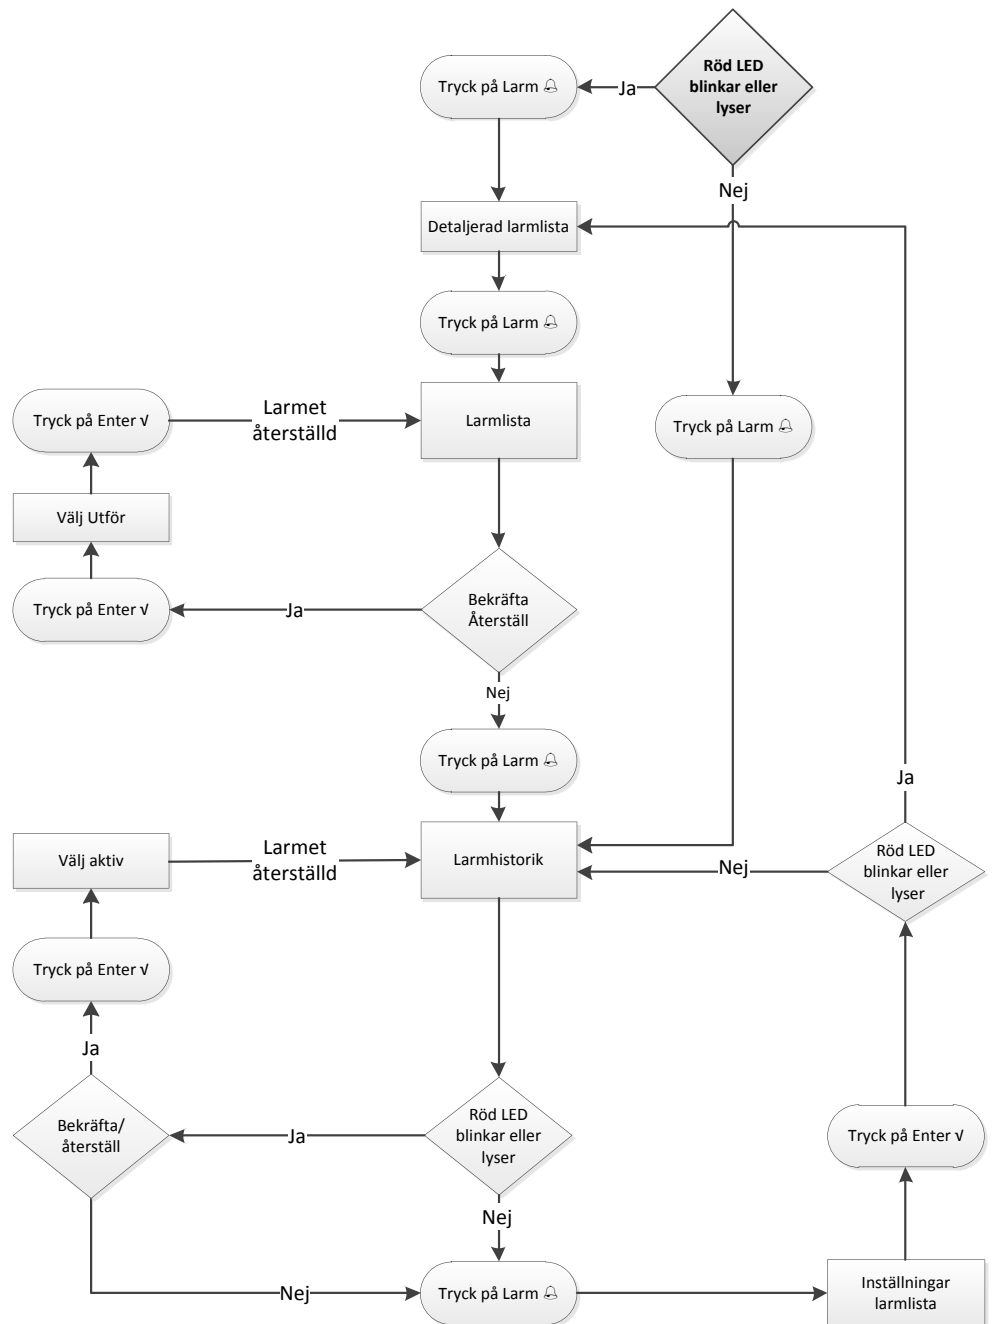 Röd LED
blinkar eller
lyser
Ja
Tryck på Larm 🔔
Nej
Detaljerad larmlista
Tryck på Larm 🔔
Tryck på Enter √
Larmet
återställd
Larmlista
Tryck på Larm 🔔
Välj Utför
Tryck på Enter √
Ja
Bekräfta
Återställ
Nej
Tryck på Larm 🔔
Ja
Välj aktiv
Larmet
återställd
Larmhistorik
Nej
Röd LED
blinkar eller
lyser
Tryck på Enter √
Ja
Bekräfta/
återställ
Ja
Röd LED
blinkar eller
lyser
Tryck på Enter √
Nej
Nej
Tryck på Larm 🔔
Inställningar
larmlista